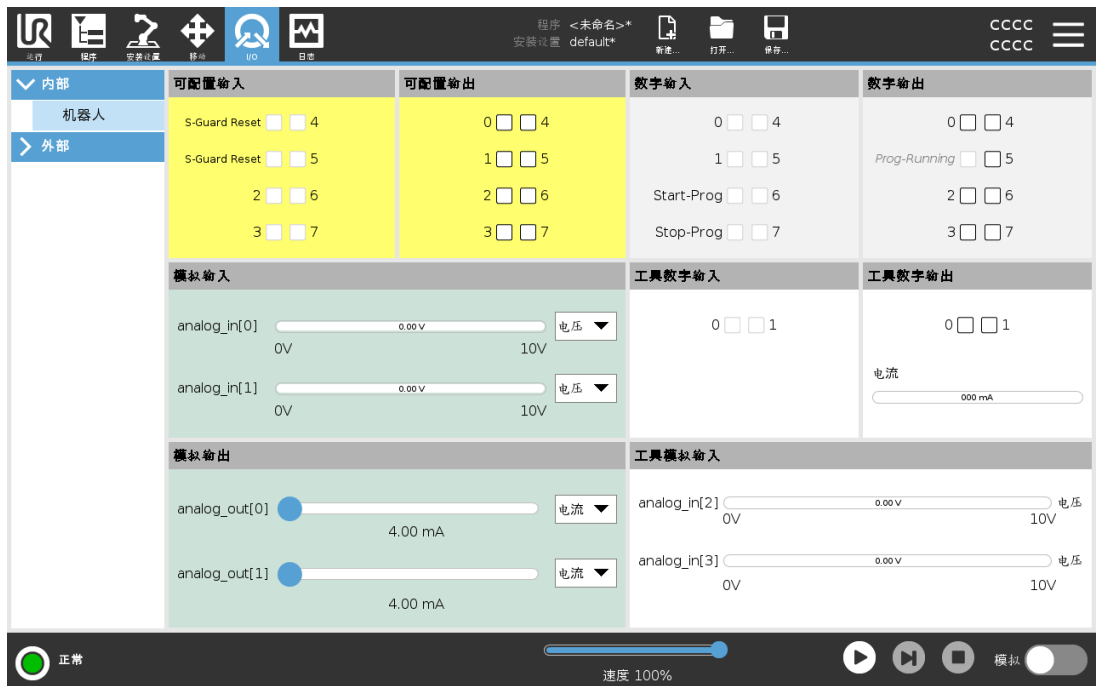 程序 <未命名>*
安装设置 default*
UR
运行 程序 安装设置 移动 I/O 日志 新建... 打开... 保存...
CCCC
CCCC
内部
机器人
外部
可配置输入
S-Guard Reset 4
S-Guard Reset 5
2 6
3 7
可配置输出
0 4
1 5
2 6
3 7
数字输入
0 4
1 5
Start-Prog 6
Stop-Prog 7
数字输出
0 4
Prog-Running 5
2 6
3 7
模拟输入
analog_in[0] 0.00 V 电压
0V 10V
analog_in[1] 0.00 V 电压
0V 10V
工具数字输入
0 1
工具数字输出
0 1
电流
000 mA
模拟输出
analog_out[0] 电流
4.00 mA
analog_out[1] 电流
4.00 mA
工具模拟输入
analog_in[2] 0.00 V 电压
0V 10V
analog_in[3] 0.00 V 电压
0V 10V
正常
速度 100%
模拟